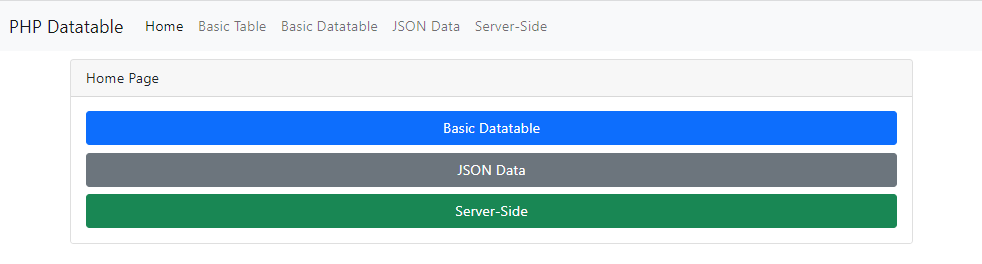 PHP Datatable Home Basic Table Basic Datatable JSON Data Server-Side
Home Page
Basic Datatable
JSON Data
Server-Side